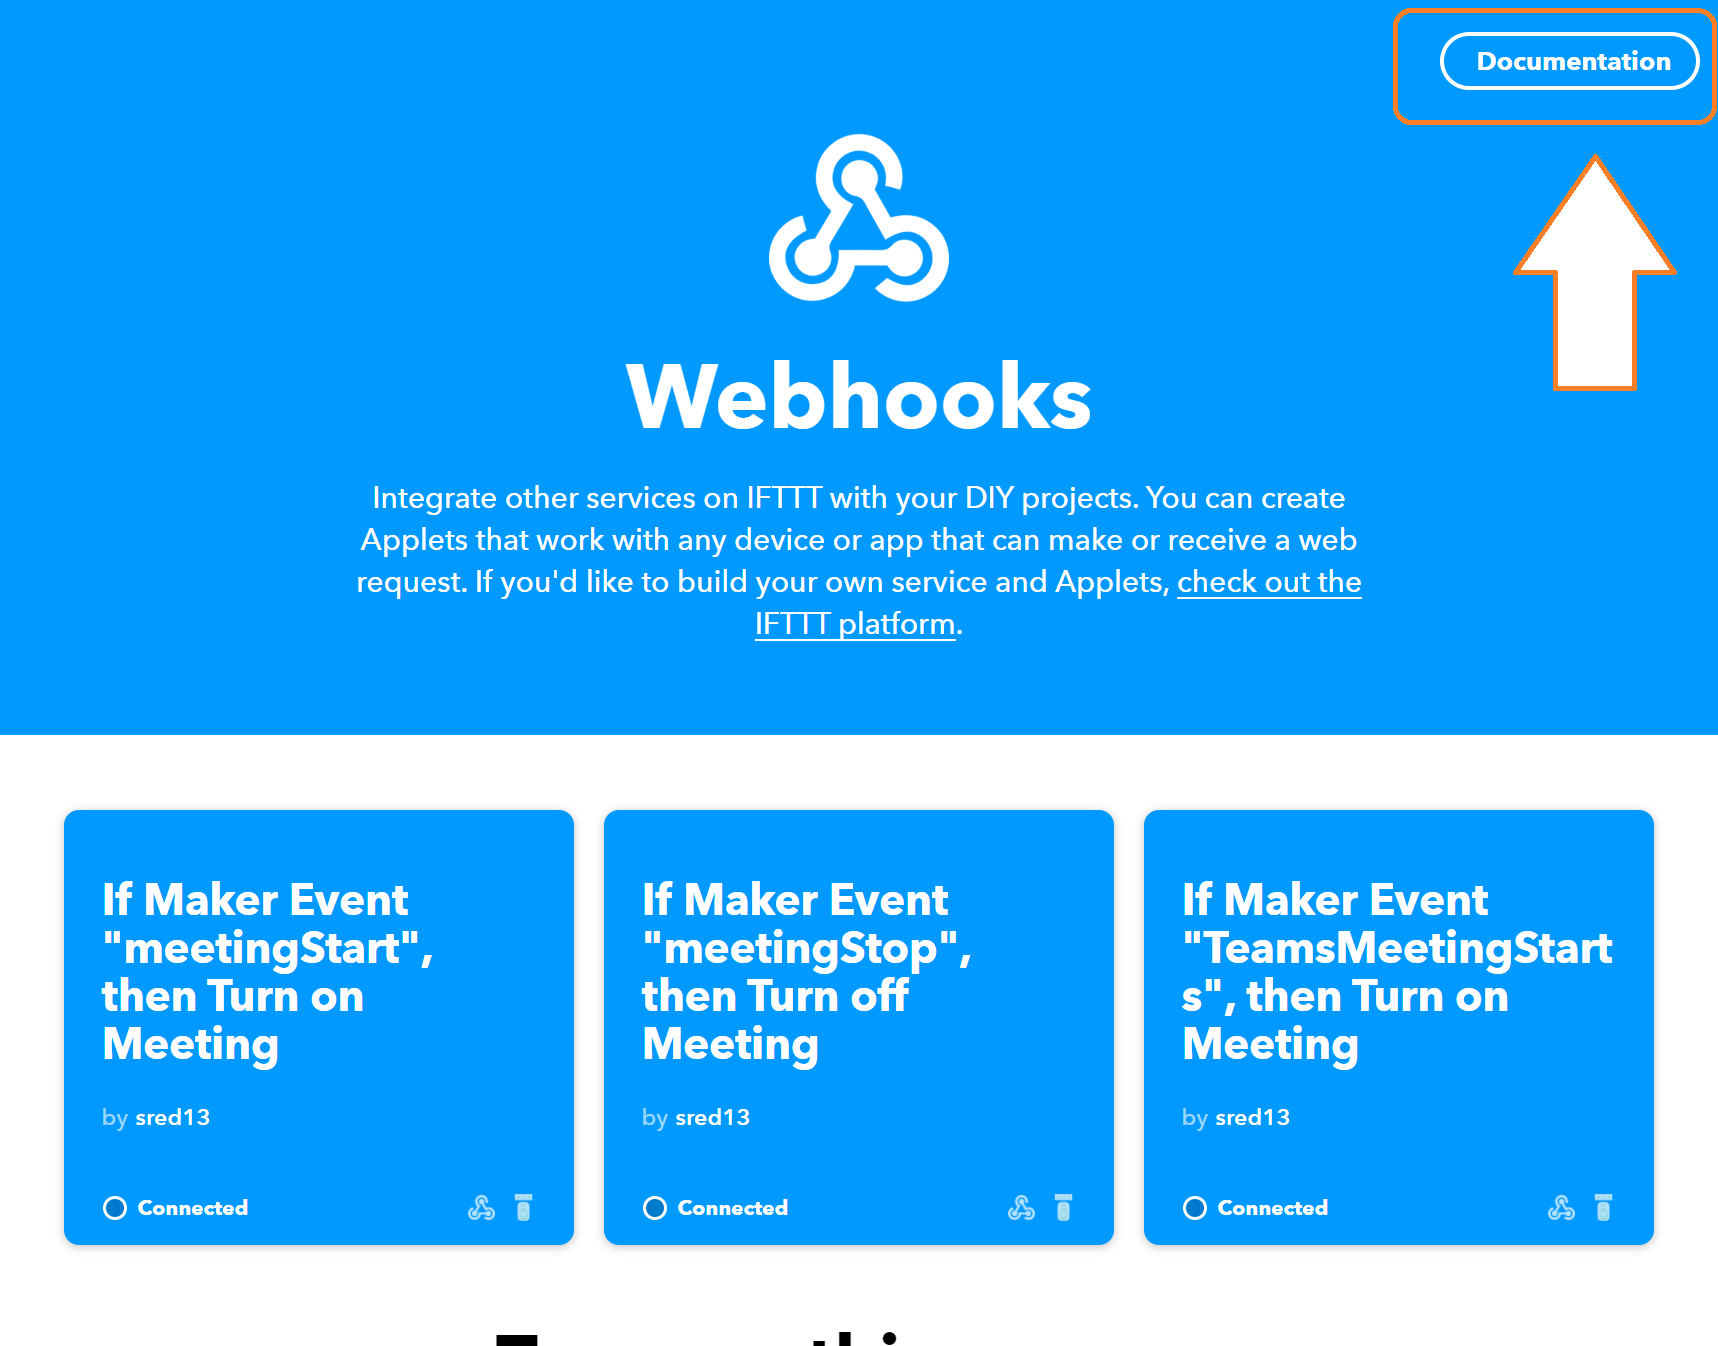 Documentation
Webhooks
Integrate other services on IFTTT with your DIY projects. You can create
Applets that work with any device or app that can make or receive a web
request. If you'd like to build your own service and Applets, check out the
IFTTT platform.
If Maker Event
"meetingStart",
then Turn on
Meeting
by sred13
Connected
If Maker Event
"meetingStop",
then Turn off
Meeting
by sred13
Connected
If Maker Event
"TeamsMeetingStart
s", then Turn on
Meeting
by sred13
Connected